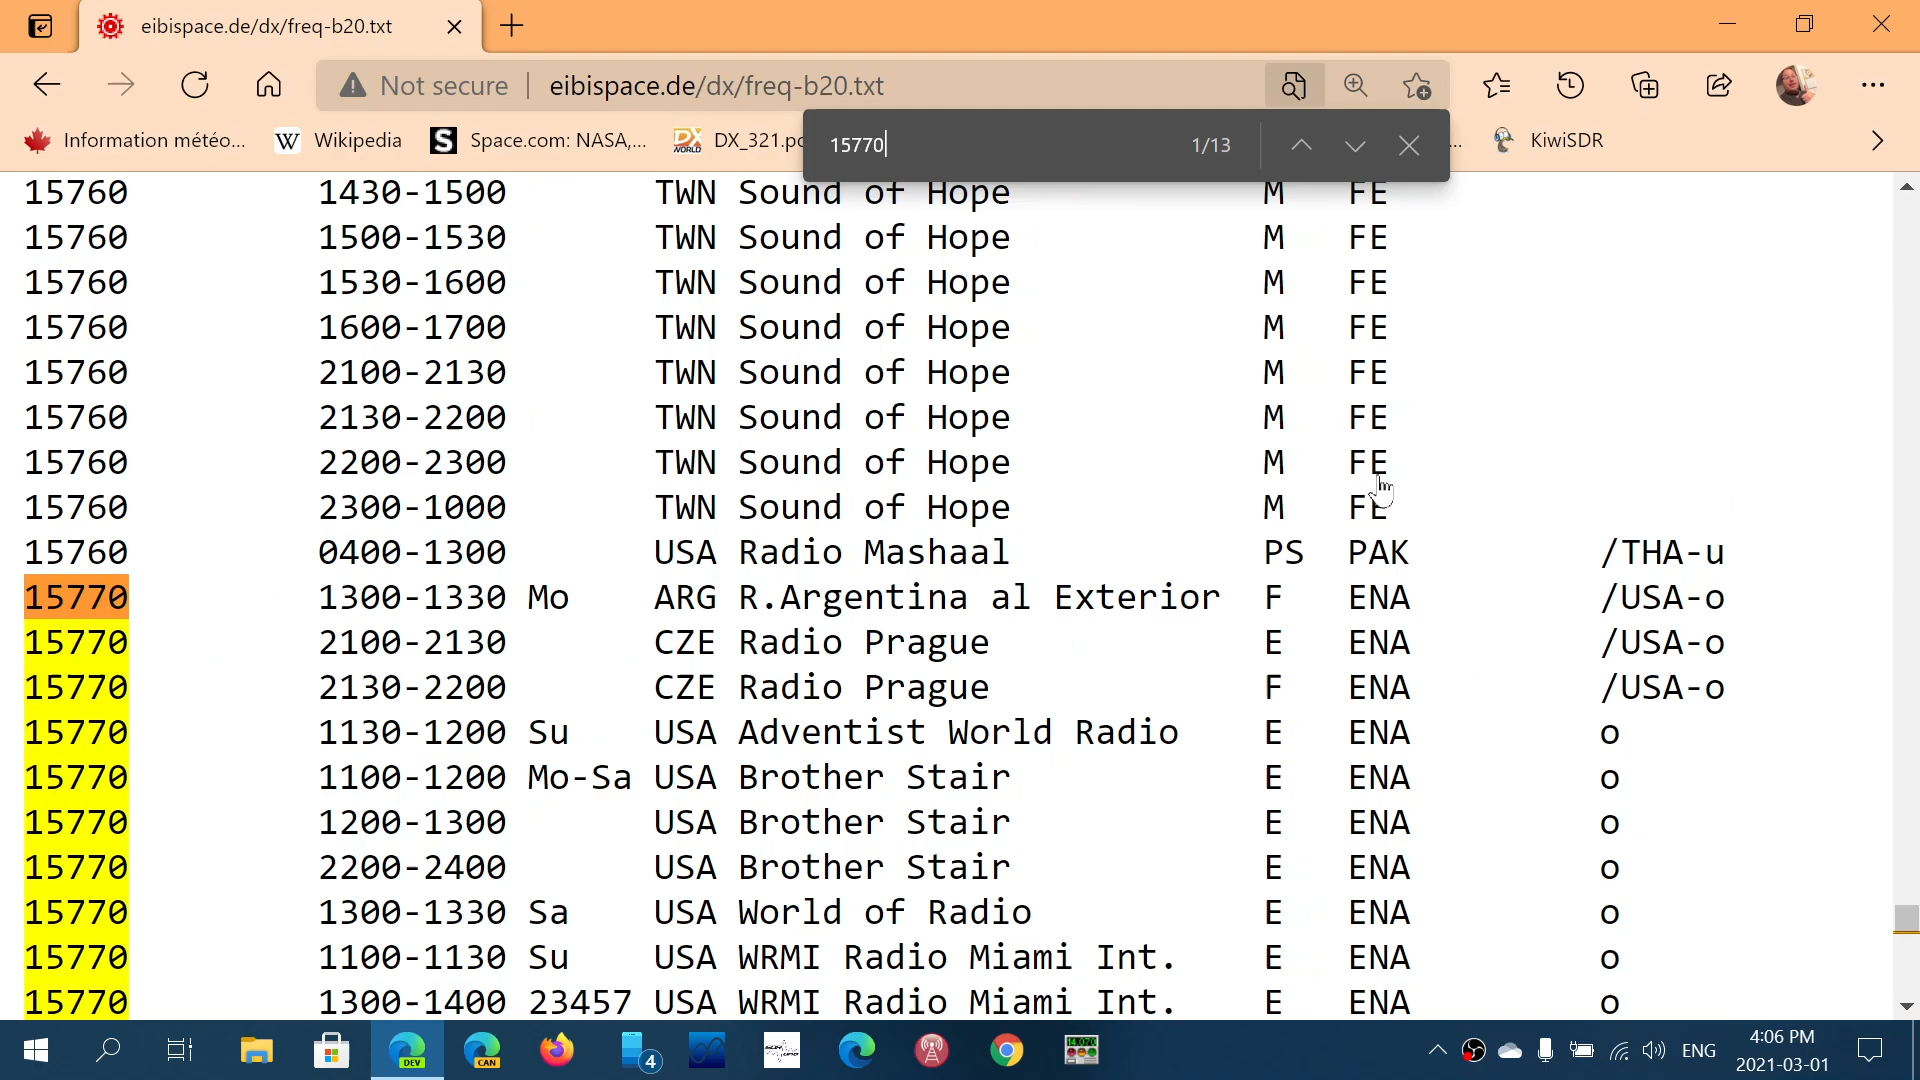 eibispace.de/dx/freq-b20.txt
Not secure | eibispace.de/dx/freq-b20.txt
Information météo... W Wikipedia S Space.com: NASA,... DX WORLD DX_321.p KiwiSDR
15770 1/13
15760 1430-1500 TWN Sound of Hope M FE
15760 1500-1530 TWN Sound of Hope M FE
15760 1530-1600 TWN Sound of Hope M FE
15760 1600-1700 TWN Sound of Hope M FE
15760 2100-2130 TWN Sound of Hope M FE
15760 2130-2200 TWN Sound of Hope M FE
15760 2200-2300 TWN Sound of Hope M FE
15760 2300-1000 TWN Sound of Hope M FE
15760 0400-1300 USA Radio Mashaal PS PAK /THA-u
15770 1300-1330 Mo ARG R.Argentina al Exterior F ENA /USA-o
15770 2100-2130 CZE Radio Prague E ENA /USA-o
15770 2130-2200 CZE Radio Prague F ENA /USA-o
15770 1130-1200 Su USA Adventist World Radio E ENA o
15770 1100-1200 Mo-Sa USA Brother Stair E ENA o
15770 1200-1300 USA Brother Stair E ENA o
15770 2200-2400 USA Brother Stair E ENA o
15770 1300-1330 Sa USA World of Radio E ENA o
15770 1100-1130 Su USA WRMI Radio Miami Int. E ENA o
15770 1300-1400 23457 USA WRMI Radio Miami Int. E ENA o
DEV CAN 4 14.070 ENG 4:06 PM
2021-03-01